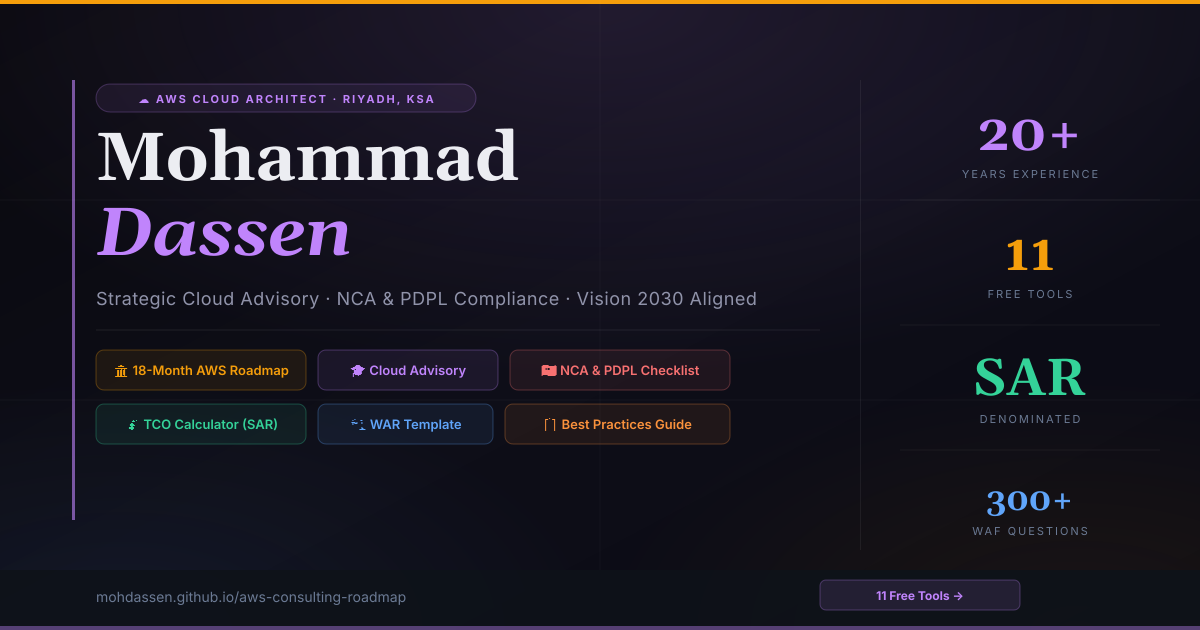 AWS CLOUD ARCHITECT · RIYADH, KSA
Mohammad
Dassen
Strategic Cloud Advisory · NCA & PDPL Compliance · Vision 2030 Aligned
18-Month AWS Roadmap
Cloud Advisory
NCA & PDPL Checklist
TCO Calculator (SAR)
WAR Template
Best Practices Guide
20+
YEARS EXPERIENCE
11
FREE TOOLS
SAR
DENOMINATED
300+
WAF QUESTIONS
mohdassen.github.io/aws-consulting-roadmap
11 Free Tools →